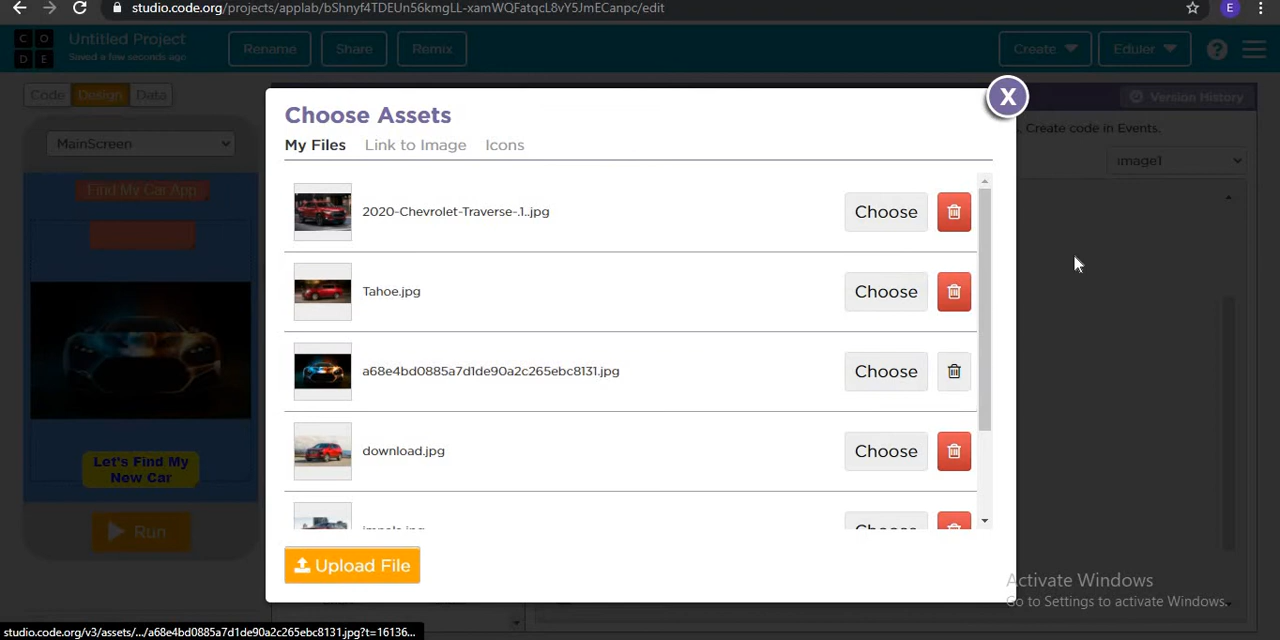 studio.code.org/projects/applab/bShnyf4TDEUn56kmgLL-xamWQFatqcL8vY5JmECanpc/edit
E
C O
D E
Untitled Project
Saved a few seconds ago
Rename
Share
Remix
Create
Eduler
?
Code
Design
Data
Version History
MainScreen
Create code in Events.
image1
Find My Car App
Let's Find My
New Car
Run
Choose Assets
X
My Files
Link to Image
Icons
2020-Chevrolet-Traverse-.1..jpg
Choose
Tahoe.jpg
Choose
a68e4bd0885a7d1de90a2c265ebc8131.jpg
Choose
download.jpg
Choose
impala.jpg
Choose
Upload File
Activate Windows
Go to Settings to activate Windows.
studio.code.org/v3/assets/.../a68e4bd0885a7d1de90a2c265ebc8131.jpg?t=16136...